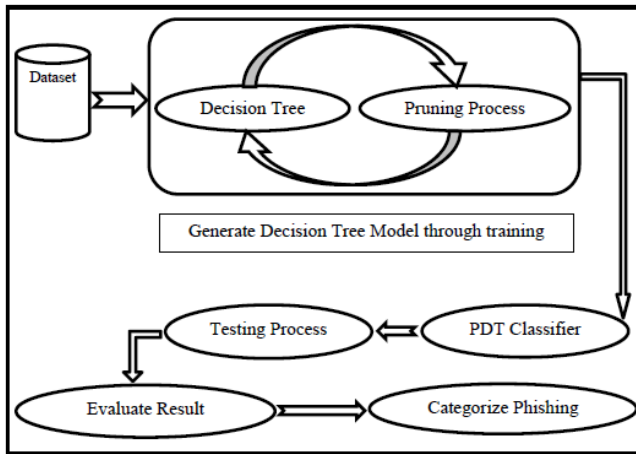 Dataset
Decision Tree
Pruning Process
Generate Decision Tree Model through training
Testing Process
PDT Classifier
Evaluate Result
Categorize Phishing